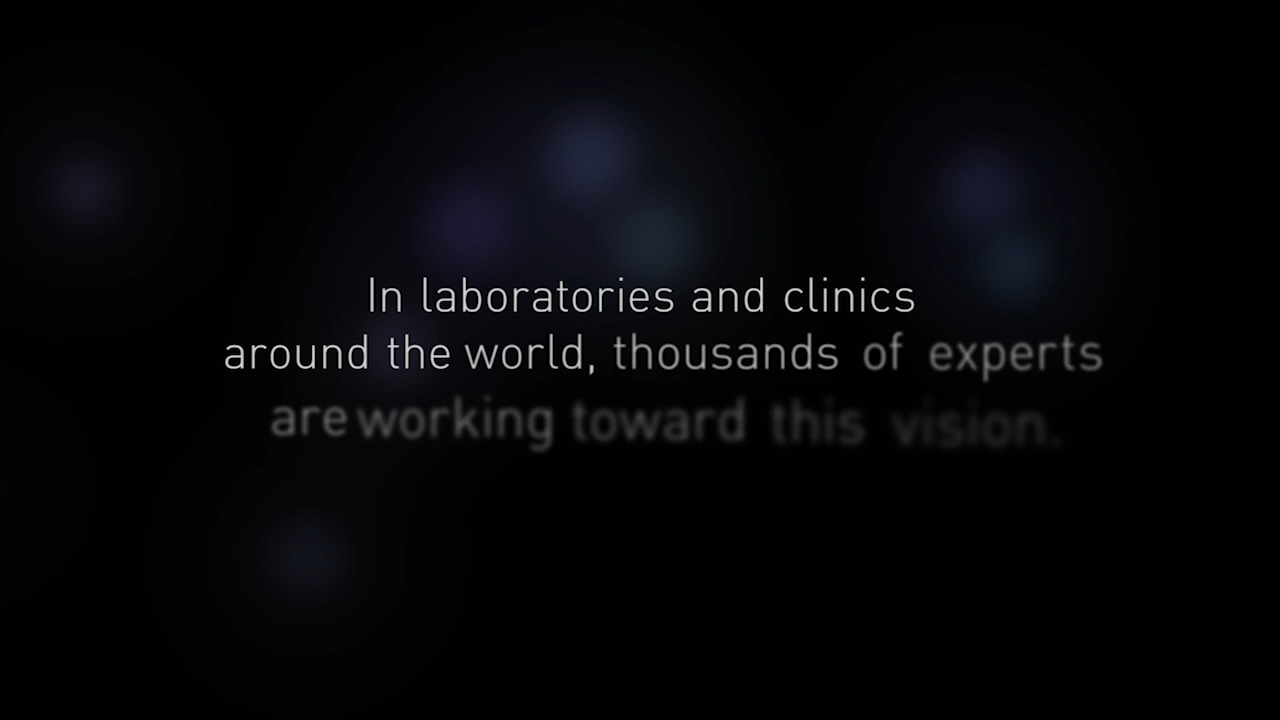 In laboratories and clinics
around the world, thousands of experts
are working toward this vision.